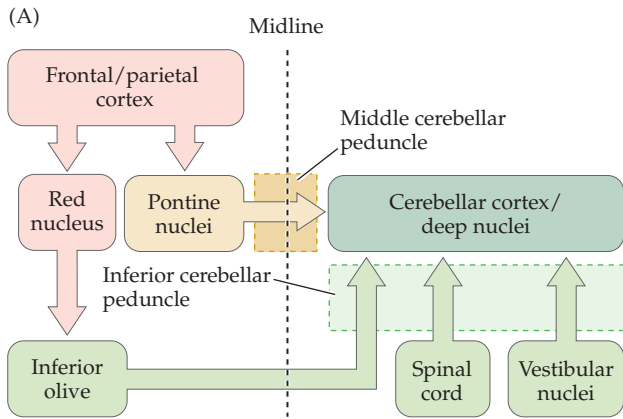 (A)
Midline
Frontal/parietal
cortex
Middle cerebellar
peduncle
Red
nucleus
Pontine
nuclei
Cerebellar cortex/
deep nuclei
Inferior cerebellar
peduncle
Inferior
olive
Spinal
cord
Vestibular
nuclei